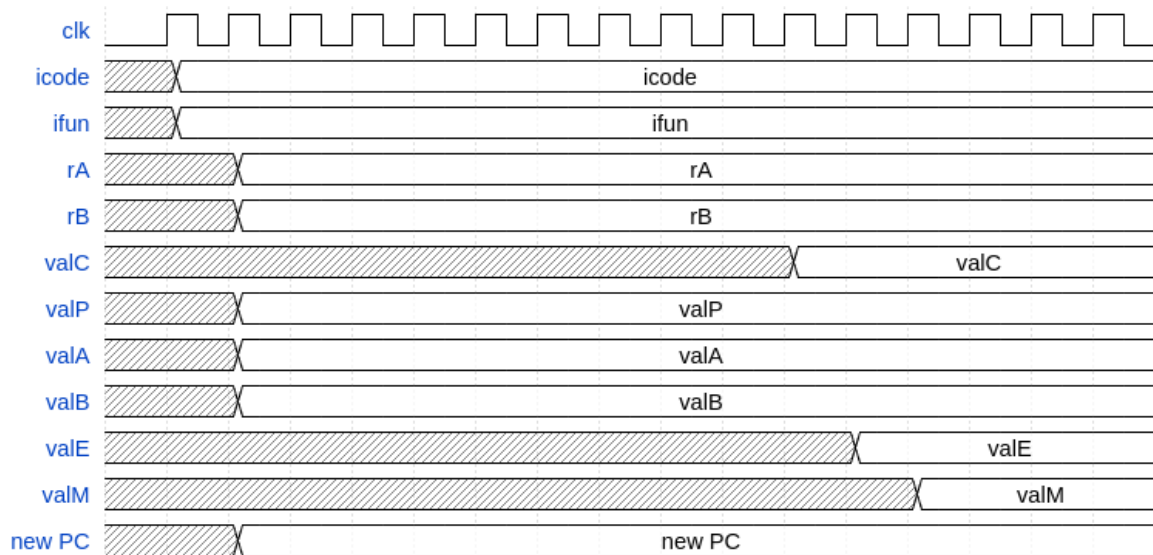 clk
icode icode
ifun ifun
rA rA
rB rB
valC valC
valP valP
valA valA
valB valB
valE valE
valM valM
new PC new PC